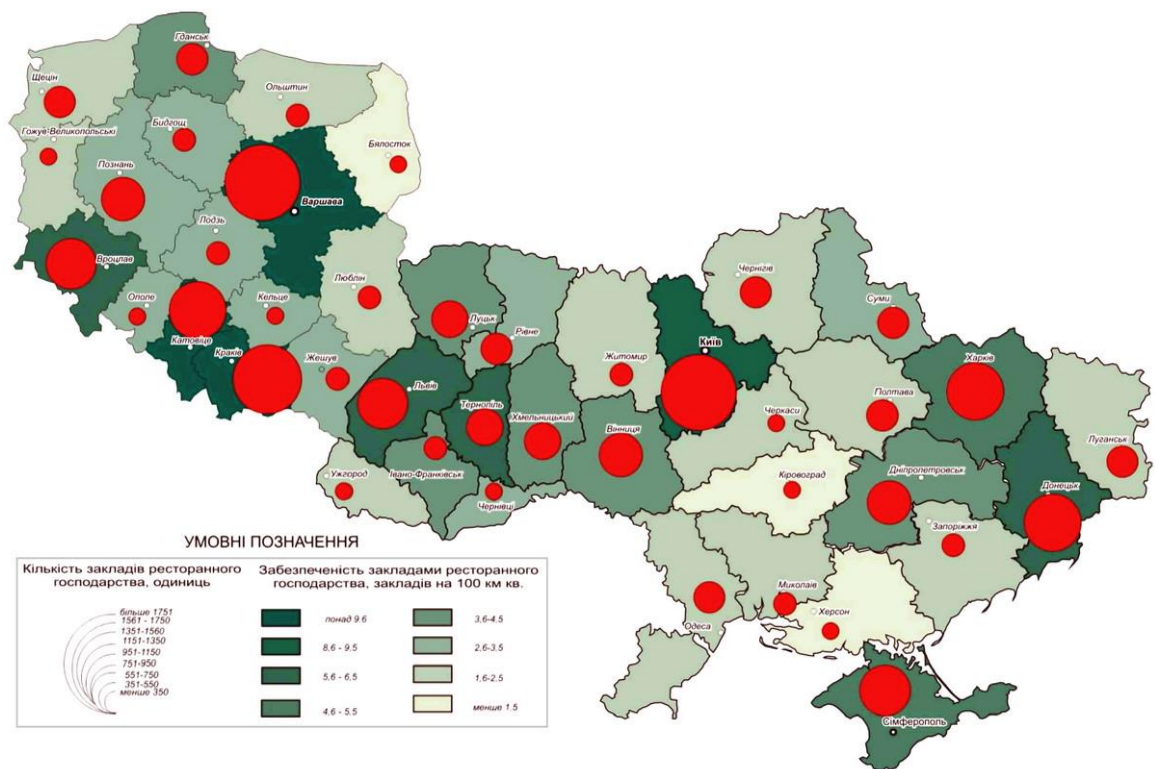 Гданськ
Щецін
Ольштин
Гожув-Великопольські
Бидгощ
Бялосток
Познань
Варшава
Лодзь
Вроцлав
Люблін
Ополе
Кельце
Катовіце
Краків
Жешув
Луцьк
Рівне
Житомир
Київ
Чернігів
Суми
Львів
Тернопіль
Хмельницький
Вінниця
Черкаси
Полтава
Харків
Луганськ
Ужгород
Івано-Франківськ
Чернівці
Кіровоград
Дніпропетровськ
Донецьк
Запоріжжя
Миколаїв
Херсон
Одеса
Сімферополь
УМОВНІ ПОЗНАЧЕННЯ
Кількість закладів ресторанного
господарства, одиниць
більше 1751
1561 - 1750
1351-1560
1151-1350
951-1150
751-950
551-750
351-550
менше 350
Забезпеченість закладами ресторанного
господарства, закладів на 100 км кв.
понад 9.6
8,6 - 9,5
5,6 - 6,5
4,6 - 5.5
3,6-4.5
2,6-3,5
1,6-2,5
менше 1.5